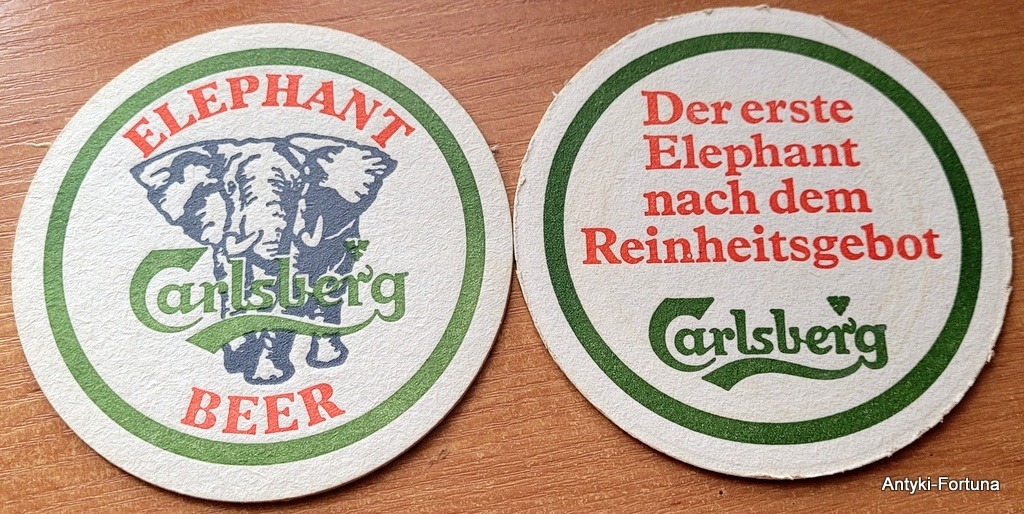 ELEPHANT
Carlsberg
BEER
Der erste
Elephant
nach dem
Reinheitsgebot
Carlsberg
Antyki-Fortuna